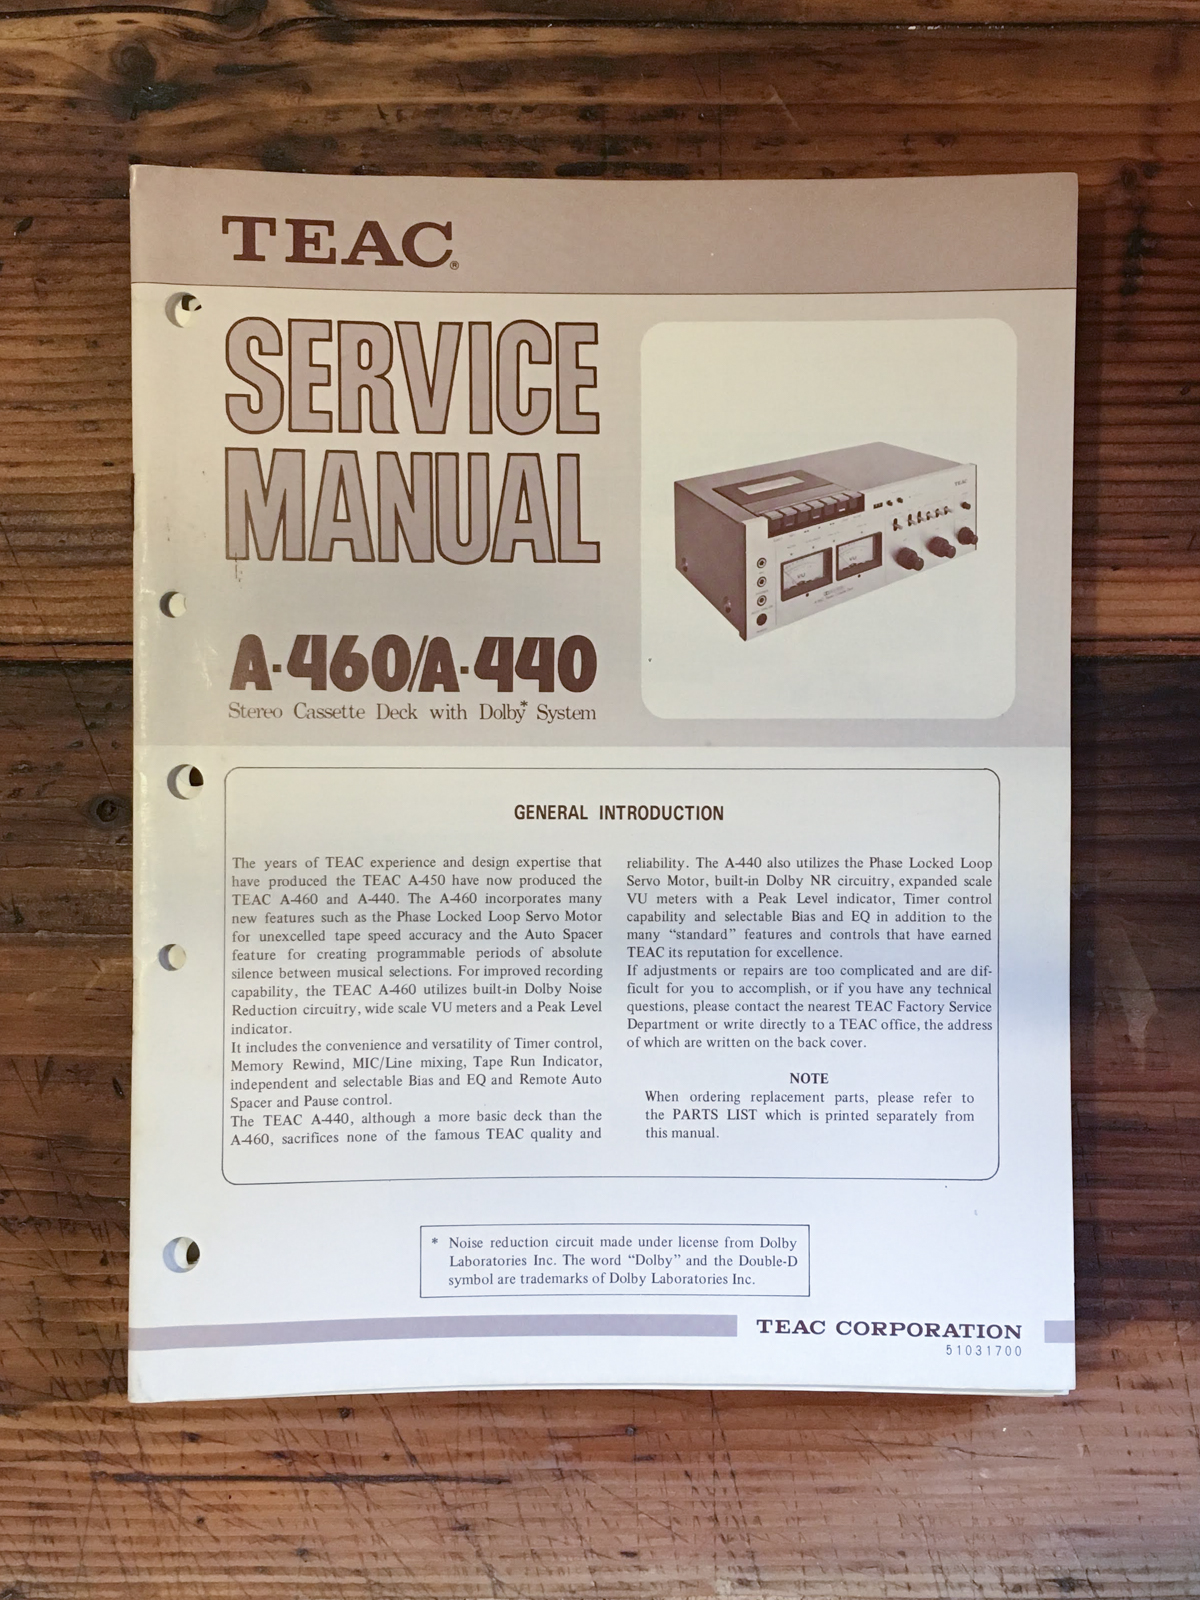 TEAC®
SERVICE
MANUAL
A-460/A-440
Stereo Cassette Deck with Dolby* System
TEAC
GENERAL INTRODUCTION
The years of TEAC experience and design expertise that
have produced the TEAC A-450 have now produced the
TEAC A-460 and A-440. The A-460 incorporates many
new features such as the Phase Locked Loop Servo Motor
for unexcelled tape speed accuracy and the Auto Spacer
feature for creating programmable periods of absolute
silence between musical selections. For improved recording
capability, the TEAC A-460 utilizes built-in Dolby Noise
Reduction circuitry, wide scale VU meters and a Peak Level
indicator.
It includes the convenience and versatility of Timer control,
Memory Rewind, MIC/Line mixing, Tape Run Indicator,
independent and selectable Bias and EQ and Remote Auto
Spacer and Pause control.
The TEAC A-440, although a more basic deck than the
A-460, sacrifices none of the famous TEAC quality and
reliability. The A-440 also utilizes the Phase Locked Loop
Servo Motor, built-in Dolby NR circuitry, expanded scale
VU meters with a Peak Level indicator, Timer control
capability and selectable Bias and EQ in addition to the
many “standard” features and controls that have earned
TEAC its reputation for excellence.
If adjustments or repairs are too complicated and are dif-
ficult for you to accomplish, or if you have any technical
questions, please contact the nearest TEAC Factory Service
Department or write directly to a TEAC office, the address
of which are written on the back cover.
NOTE
When ordering replacement parts, please refer to
the PARTS LIST which is printed separately from
this manual.
* Noise reduction circuit made under license from Dolby
Laboratories Inc. The word “Dolby” and the Double-D
symbol are trademarks of Dolby Laboratories Inc.
TEAC CORPORATION
51031700